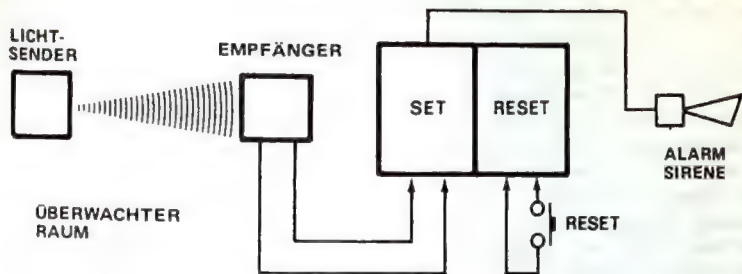 LICHT-
SENDER
EMPFÄNGER
SET
RESET
ALARM
SIRENE
RESET
ÜBERWACHTER
RAUM